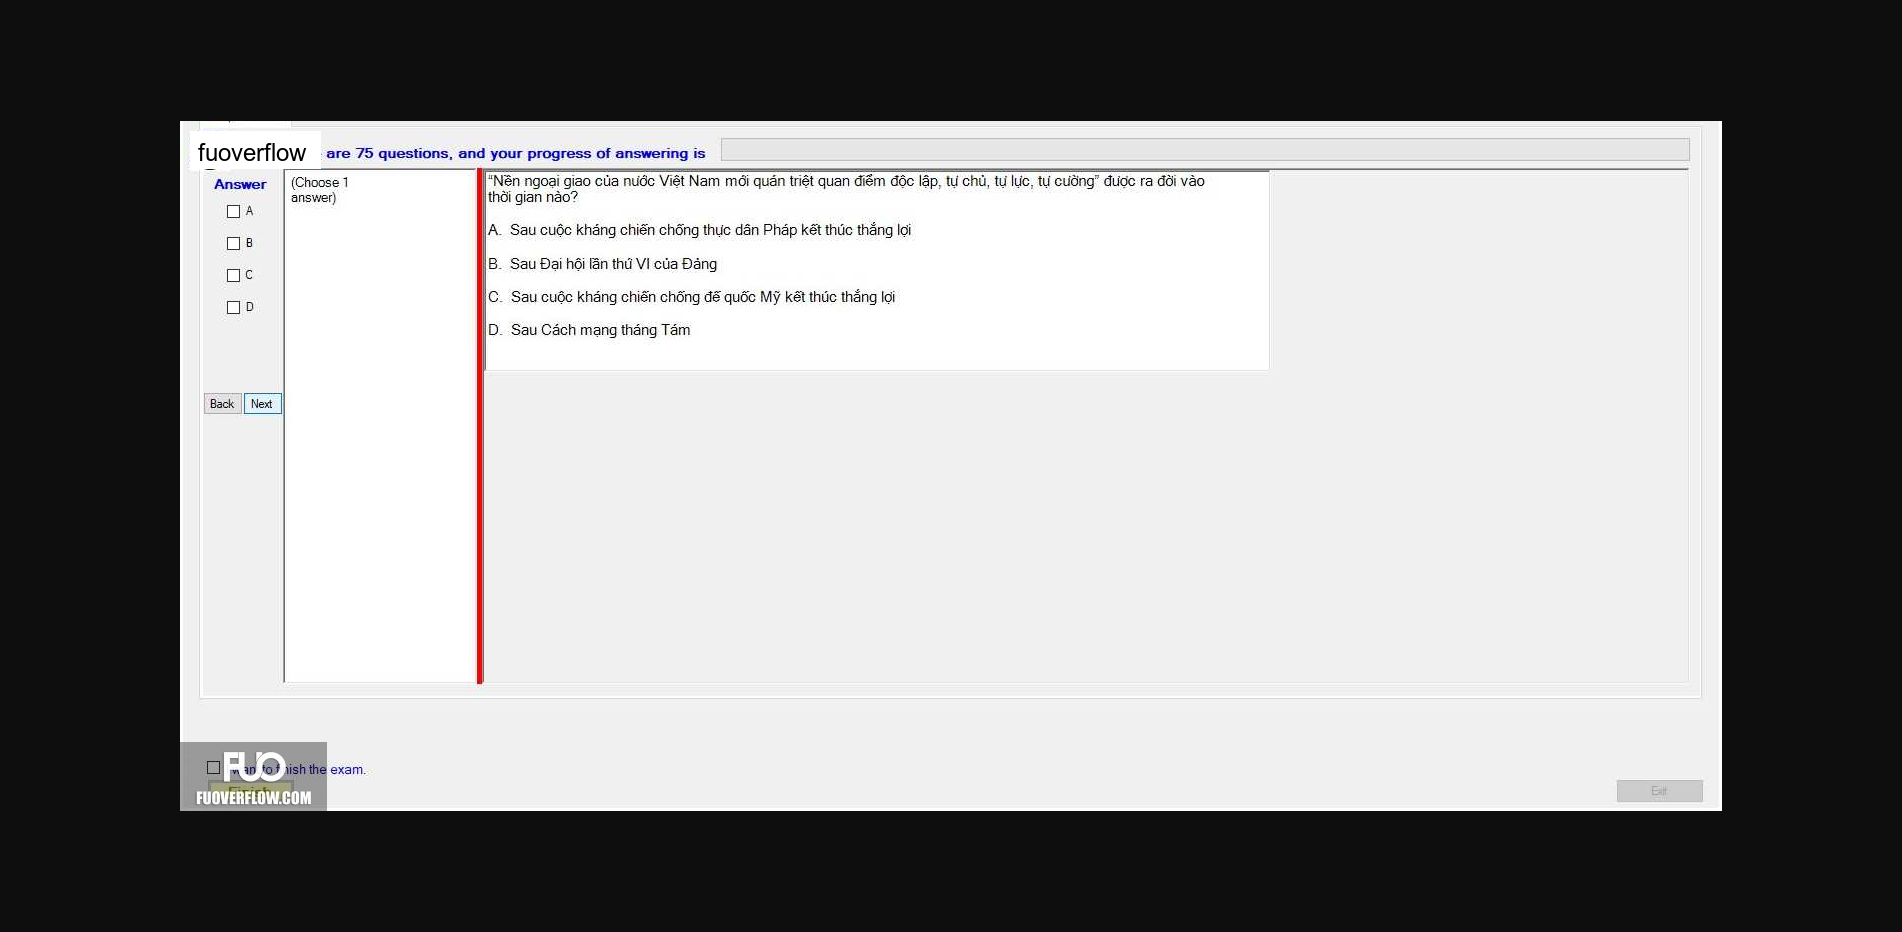 fuoverflow are 75 questions, and your progress of answering is
Answer
A
B
C
D
Back Next
(Choose 1
answer)
“Nền ngoại giao của nước Việt Nam mới quán triệt quan điểm độc lập, tự chủ, tự lực, tự cường” được ra đời vào
thời gian nào?
A. Sau cuộc kháng chiến chống thực dân Pháp kết thúc thắng lợi
B. Sau Đại hội lần thứ VI của Đảng
C. Sau cuộc kháng chiến chống đế quốc Mỹ kết thúc thắng lợi
D. Sau Cách mạng tháng Tám
FUO
want to finish the exam.
Finish
FUOVERFLOW.COM
Exit